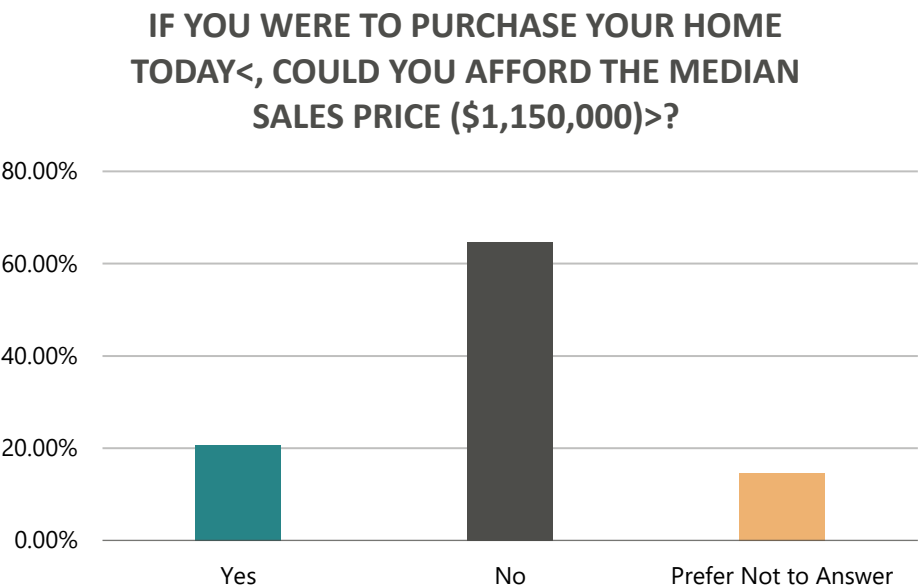 IF YOU WERE TO PURCHASE YOUR HOME
TODAY<, COULD YOU AFFORD THE MEDIAN
SALES PRICE ($1,150,000)>?
80.00%
60.00%
40.00%
20.00%
0.00%
Yes
No
Prefer Not to Answer